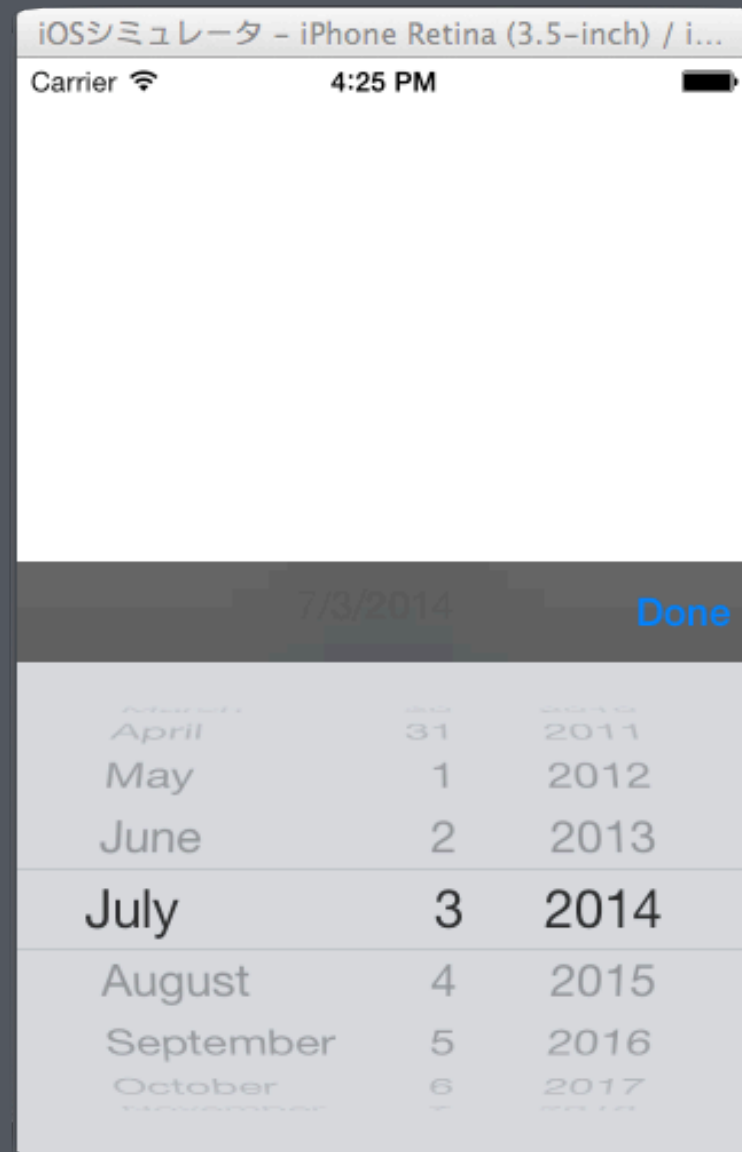 iOSシミュレータ – iPhone Retina (3.5-inch) / i...
Carrier 4:25 PM
7/3/2014
Done
April 31 2011
May 1 2012
June 2 2013
July 3 2014
August 4 2015
September 5 2016
October 6 2017